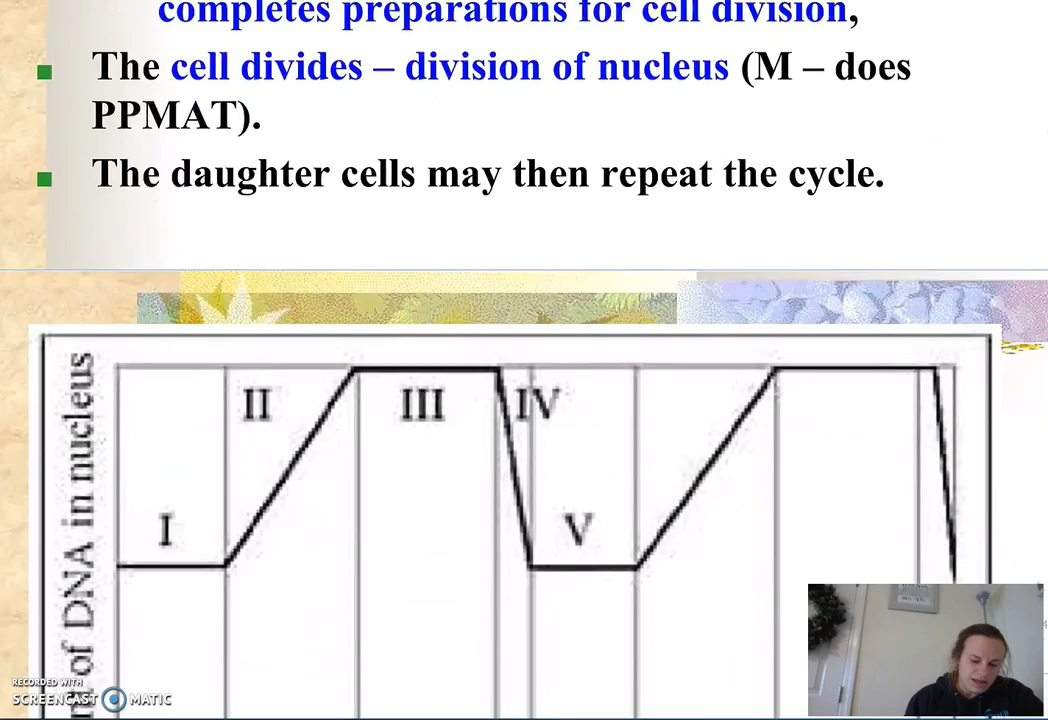 completes preparations for cell division,
The cell divides – division of nucleus (M – does
PPMAT).
The daughter cells may then repeat the cycle.
of DNA in nucleus
II
III
IV
I
V
RECORDED WITH
SCREENCAST MATIC